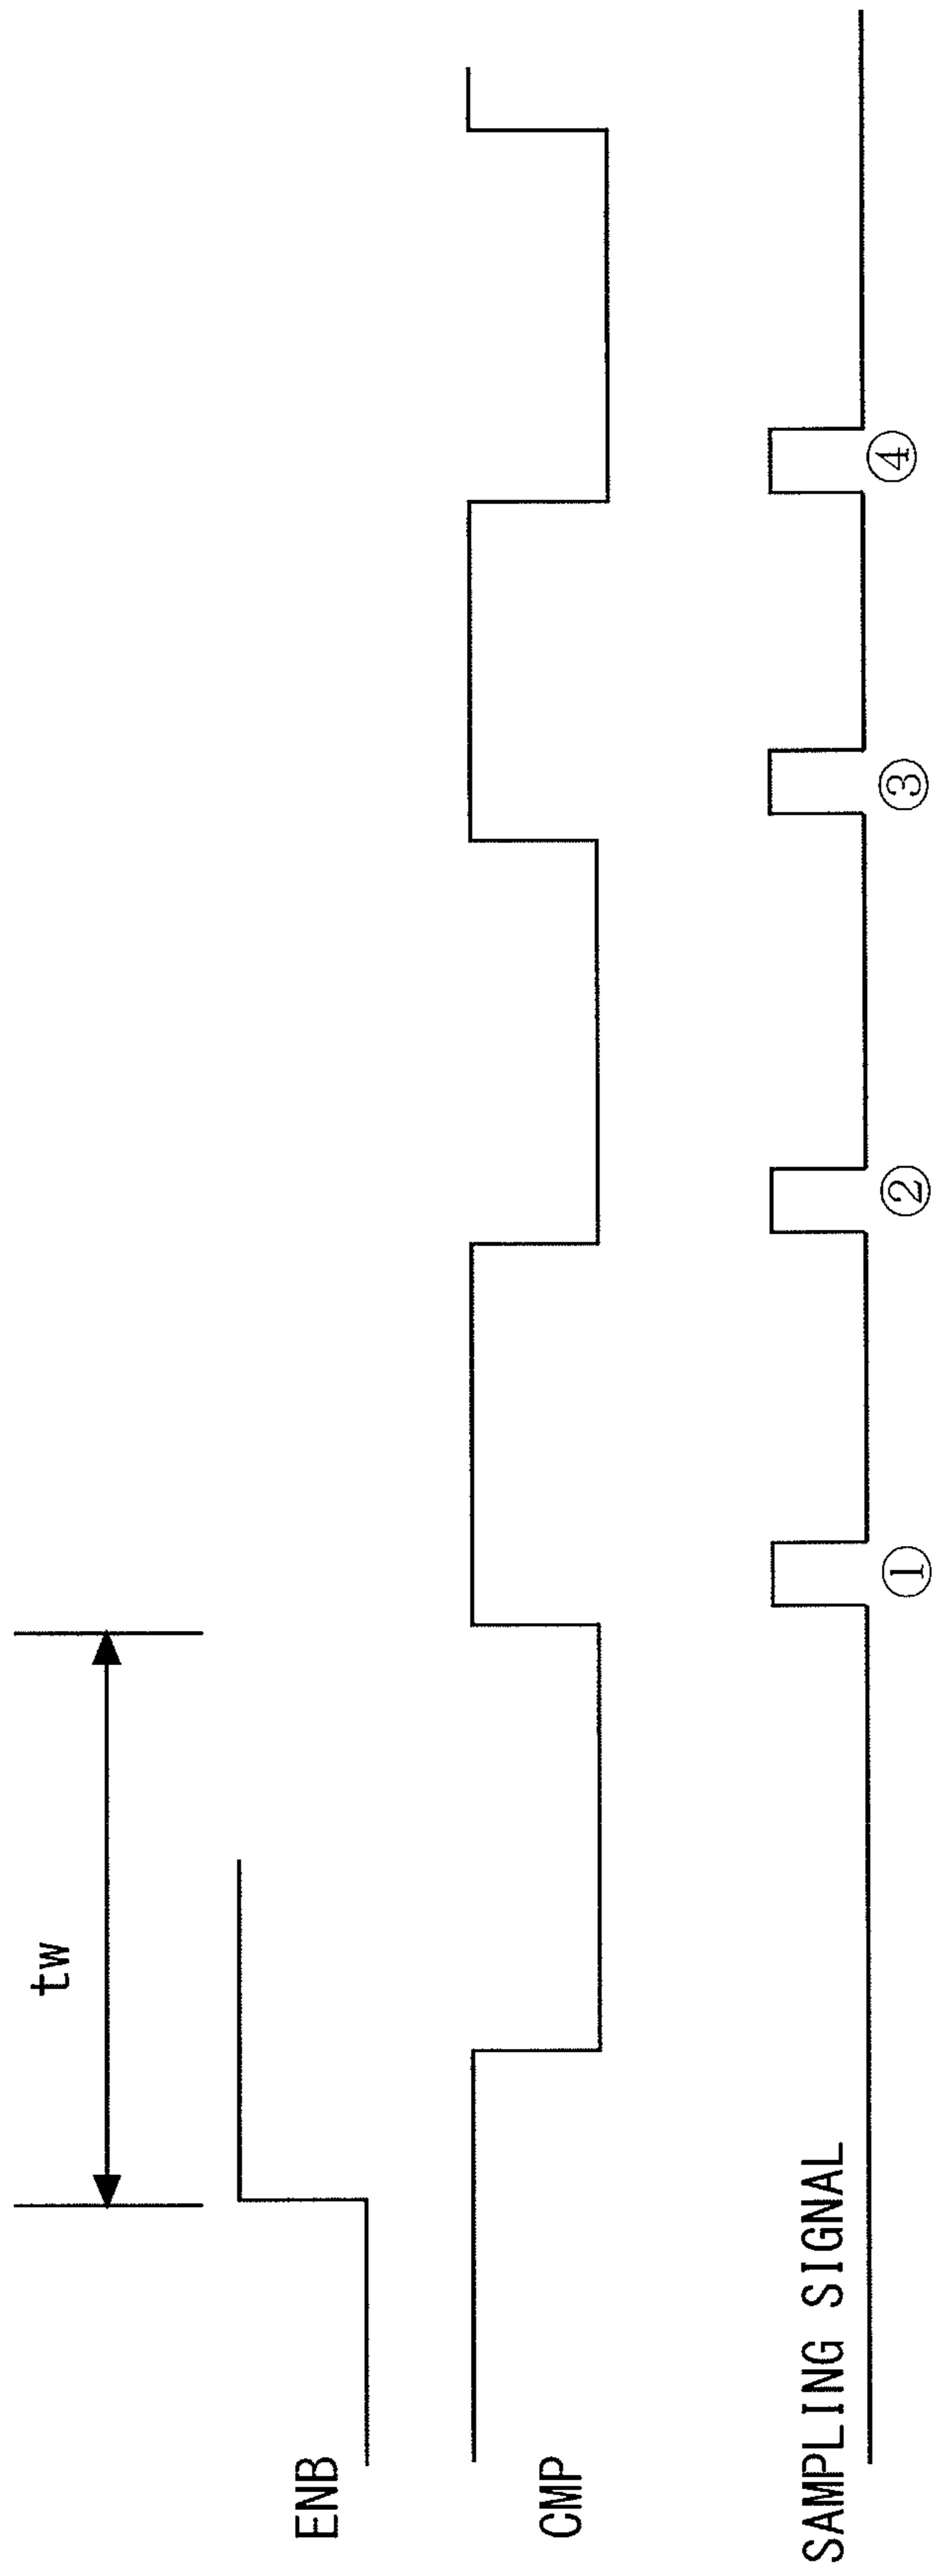 tw
ENB
CMP
SAMPLING SIGNAL
① ② ③ ④